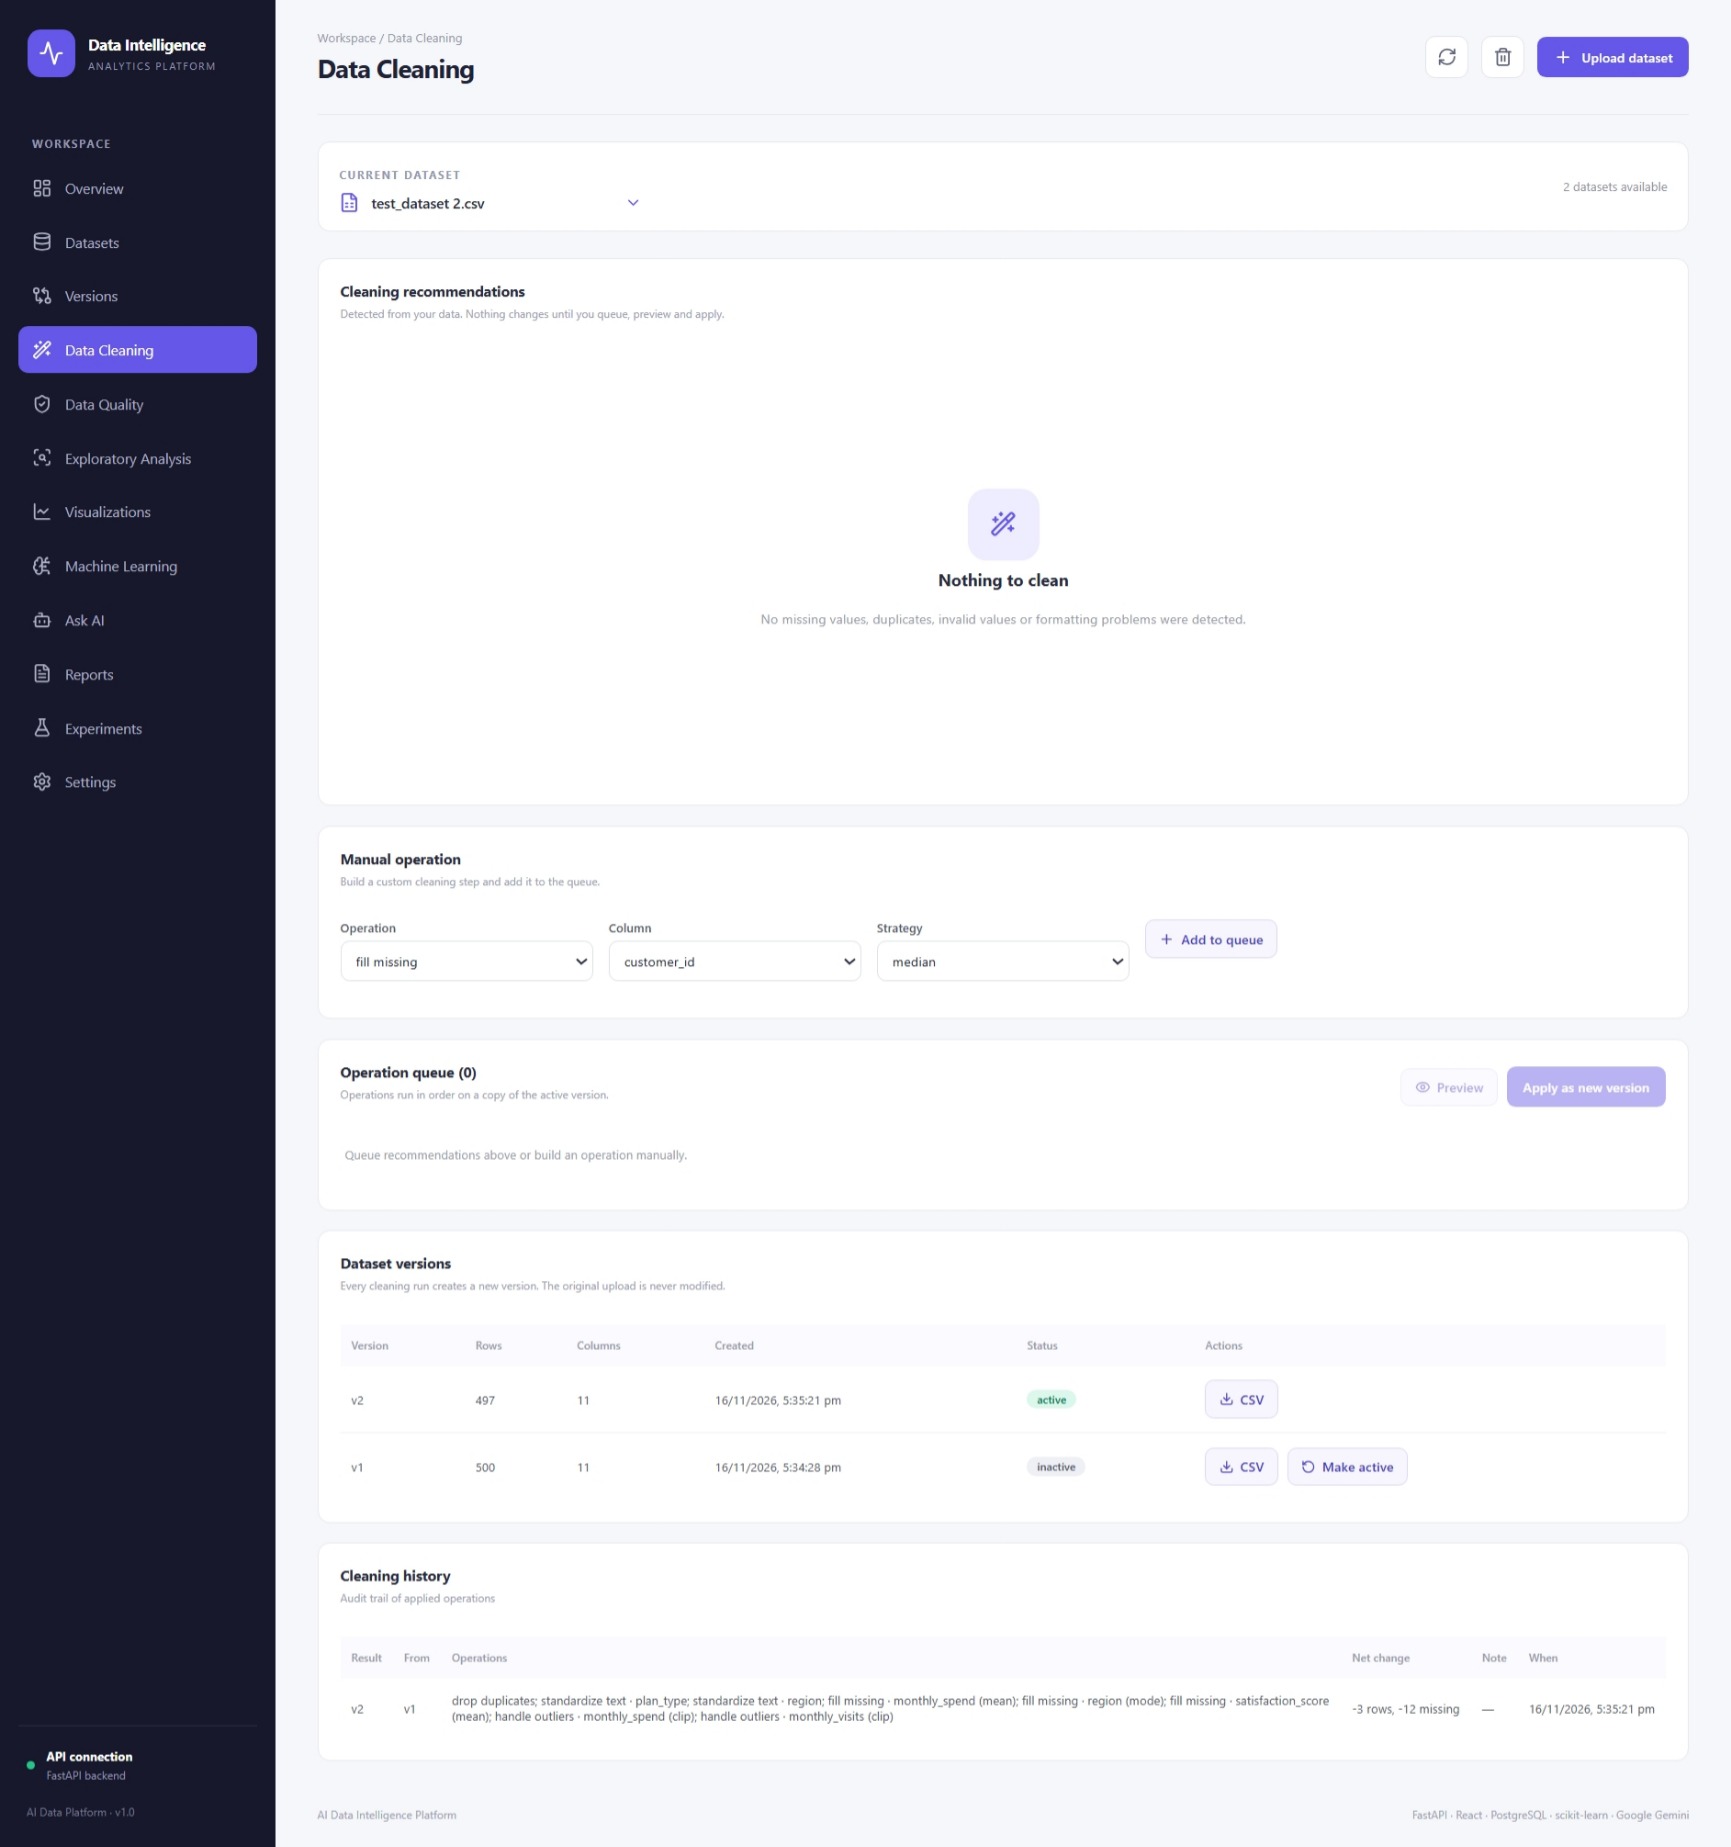 Data Intelligence
ANALYTICS PLATFORM
WORKSPACE
Overview
Datasets
Versions
Data Cleaning
Data Quality
Exploratory Analysis
Visualizations
Machine Learning
Ask AI
Reports
Experiments
Settings
API connection
FastAPI backend
AI Data Platform · v1.0
Workspace / Data Cleaning
Data Cleaning
Upload dataset
CURRENT DATASET
test_dataset 2.csv
2 datasets available
Cleaning recommendations
Detected from your data. Nothing changes until you queue, preview and apply.
Nothing to clean
No missing values, duplicates, invalid values or formatting problems were detected.
Manual operation
Build a custom cleaning step and add it to the queue.
Operation Column Strategy
fill missing customer_id median + Add to queue
Operation queue (0)
Operations run in order on a copy of the active version.
Preview Apply as new version
Queue recommendations above or build an operation manually.
Dataset versions
Every cleaning run creates a new version. The original upload is never modified.
Version Rows Columns Created Status Actions
v2 497 11 16/11/2026, 5:35:21 pm active CSV
v1 500 11 16/11/2026, 5:34:28 pm inactive CSV Make active
Cleaning history
Audit trail of applied operations
Result From Operations Net change Note When
v2 v1 drop duplicates; standardize text · plan_type; standardize text · region; fill missing · monthly_spend (mean); fill missing · region (mode); fill missing · satisfaction_score
(mean); handle outliers · monthly_spend (clip); handle outliers · monthly_visits (clip) -3 rows, -12 missing — 16/11/2026, 5:35:21 pm
AI Data Intelligence Platform
FastAPI · React · PostgreSQL · scikit-learn · Google Gemini